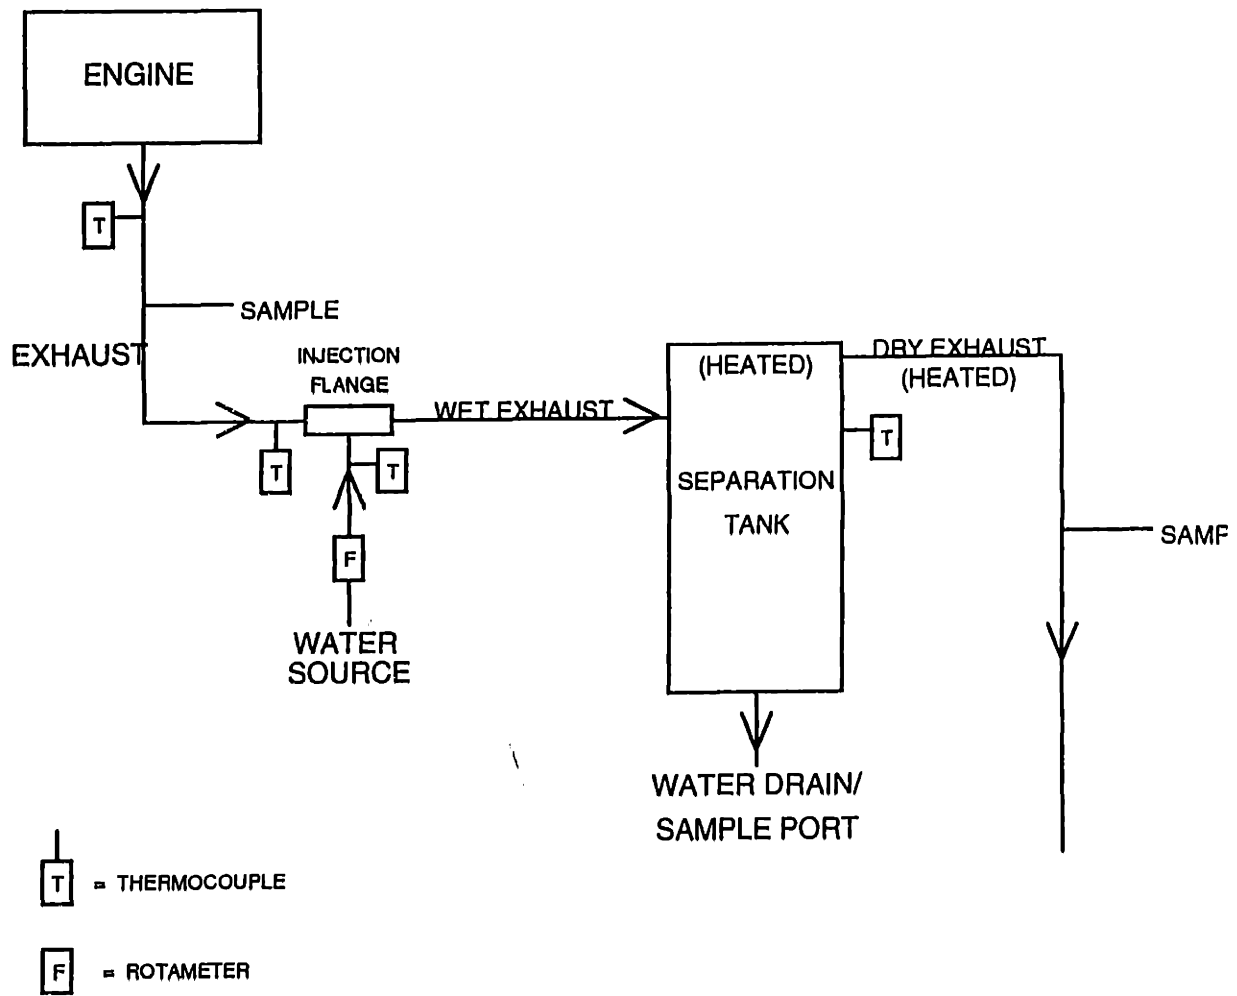 ENGINE
T
SAMPLE
EXHAUST
INJECTION
FLANGE
WET EXHAUST
T
T
F
WATER
SOURCE
(HEATED)
SEPARATION
TANK
DRY EXHAUST
(HEATED)
T
SAMP
WATER DRAIN/
SAMPLE PORT
T = THERMOCOUPLE
F = ROTAMETER